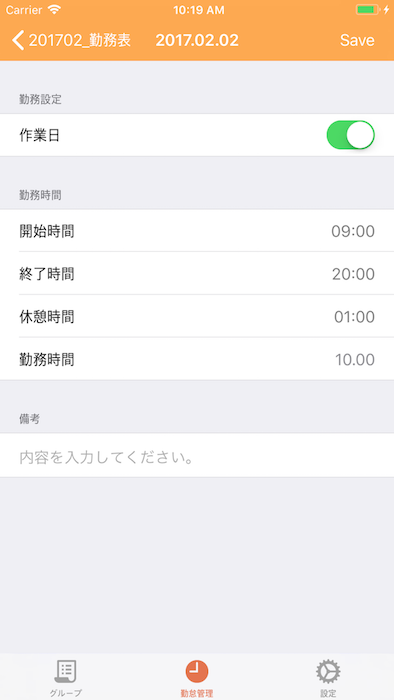 Carrier 10:19 AM
201702_勤務表 2017.02.02 Save
勤務設定
作業日
勤務時間
開始時間 09:00
終了時間 20:00
休憩時間 01:00
勤務時間 10.00
備考
内容を入力してください。
グループ 勤怠管理 設定